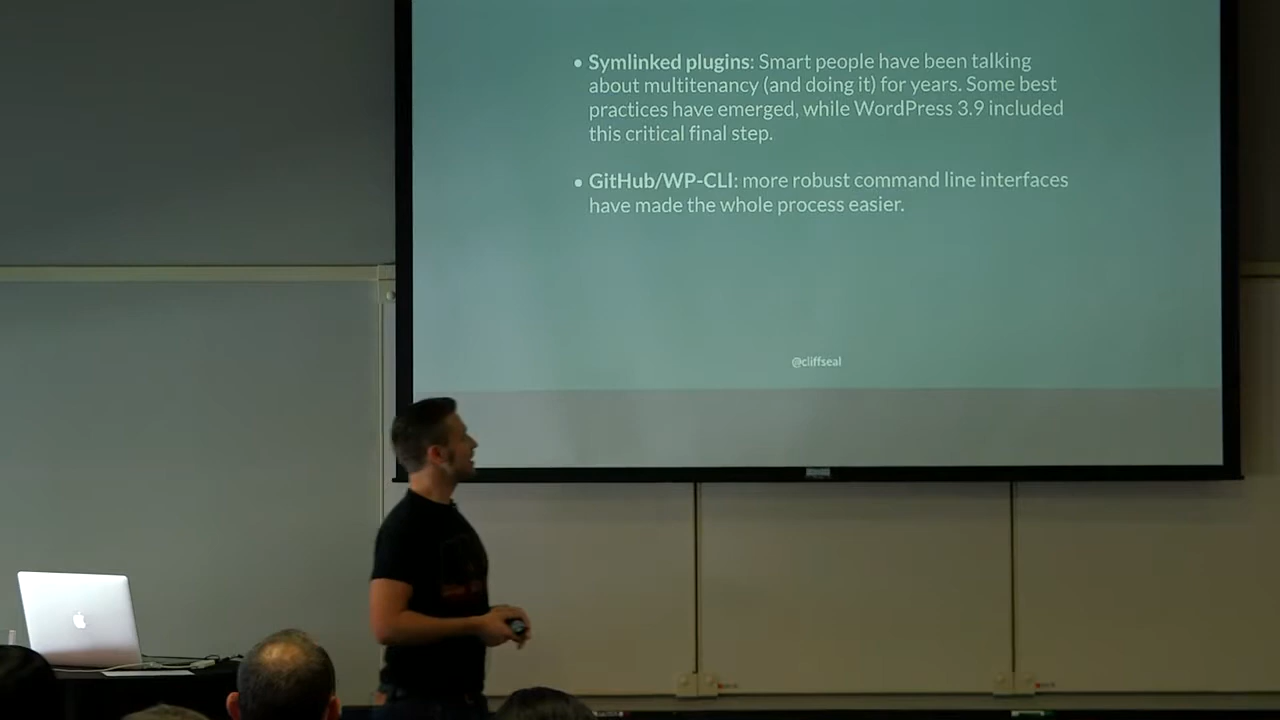 • Symlinked plugins: Smart people have been talking
about multitenancy (and doing it) for years. Some best
practices have emerged, while WordPress 3.9 included
this critical final step.
• GitHub/WP-CLI: more robust command line interfaces
have made the whole process easier.
@cliffseal